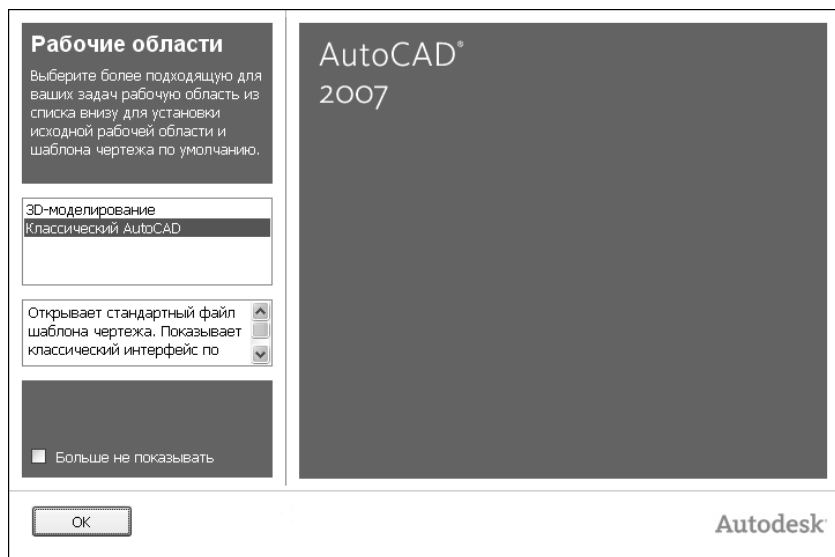 Рабочие области
Выберите более подходящую для
ваших задач рабочую область из
списка внизу для установки
исходной рабочей области и
шаблона чертежа по умолчанию.
3D-моделирование
Классический AutoCAD
Открывает стандартный файл
шаблона чертежа. Показывает
классический интерфейс по
Больше не показывать
OK
AutoCAD®
2007
Autodesk